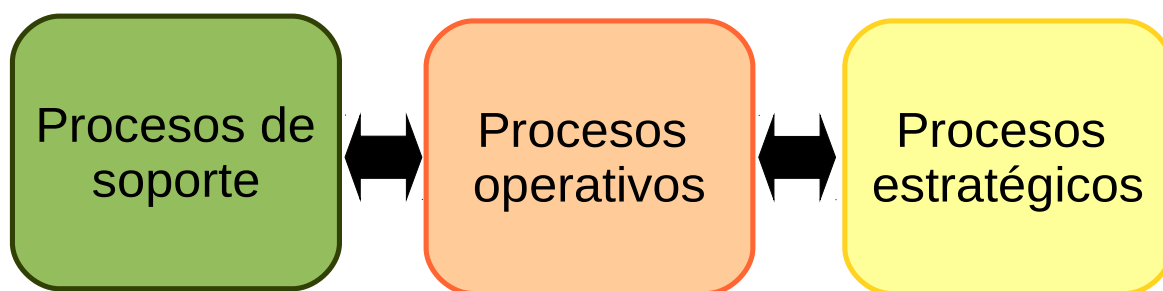 Procesos de
soporte
Procesos
operativos
Procesos
estratégicos